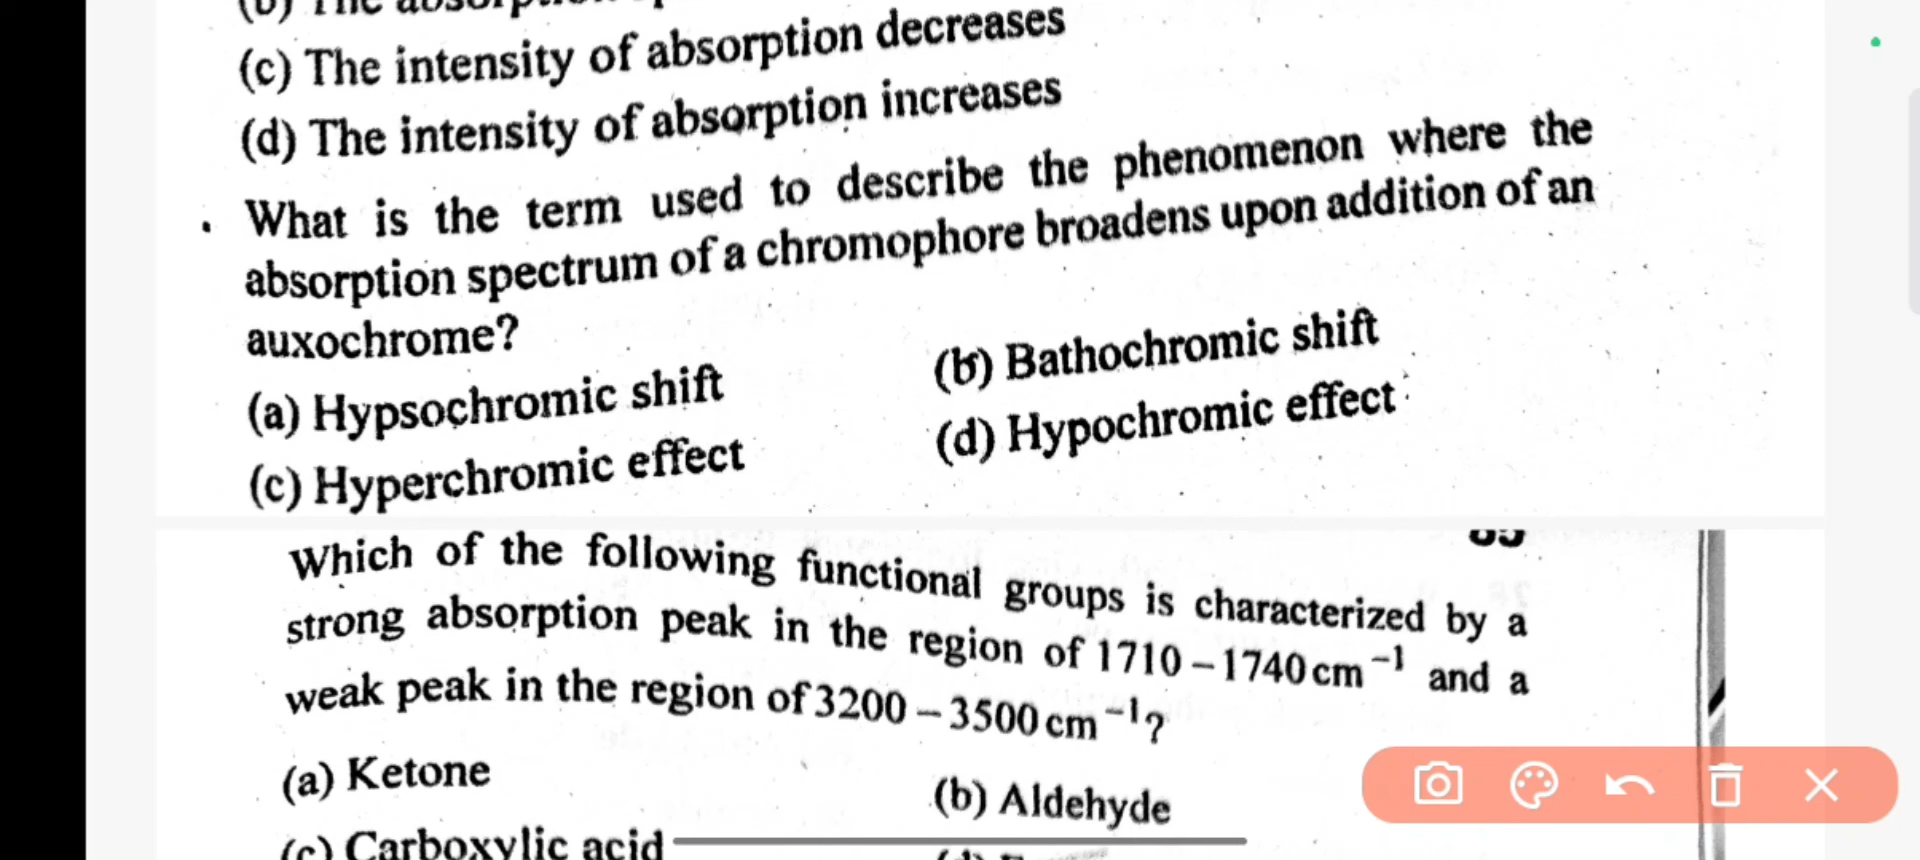 (b) The absorption
(c) The intensity of absorption decreases
(d) The intensity of absorption increases
. What is the term used to describe the phenomenon where the
absorption spectrum of a chromophore broadens upon addition of an
auxochrome?
(a) Hypsochromic shift
(b) Bathochromic shift
(c) Hyperchromic effect
(d) Hypochromic effect
Which of the following functional groups is characterized by a
strong absorption peak in the region of 1710 – 1740 cm⁻¹ and a
weak peak in the region of 3200 – 3500 cm⁻¹?
(a) Ketone
(b) Aldehyde
(c) Carboxylic acid